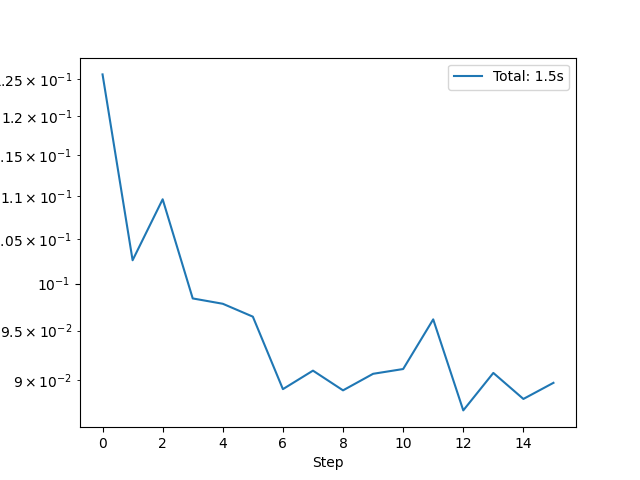 Total: 1.5s
.25 × 10⁻¹
1.2 × 10⁻¹
.15 × 10⁻¹
1.1 × 10⁻¹
.05 × 10⁻¹
10⁻¹
9.5 × 10⁻²
9 × 10⁻²
0 2 4 6 8 10 12 14
Step